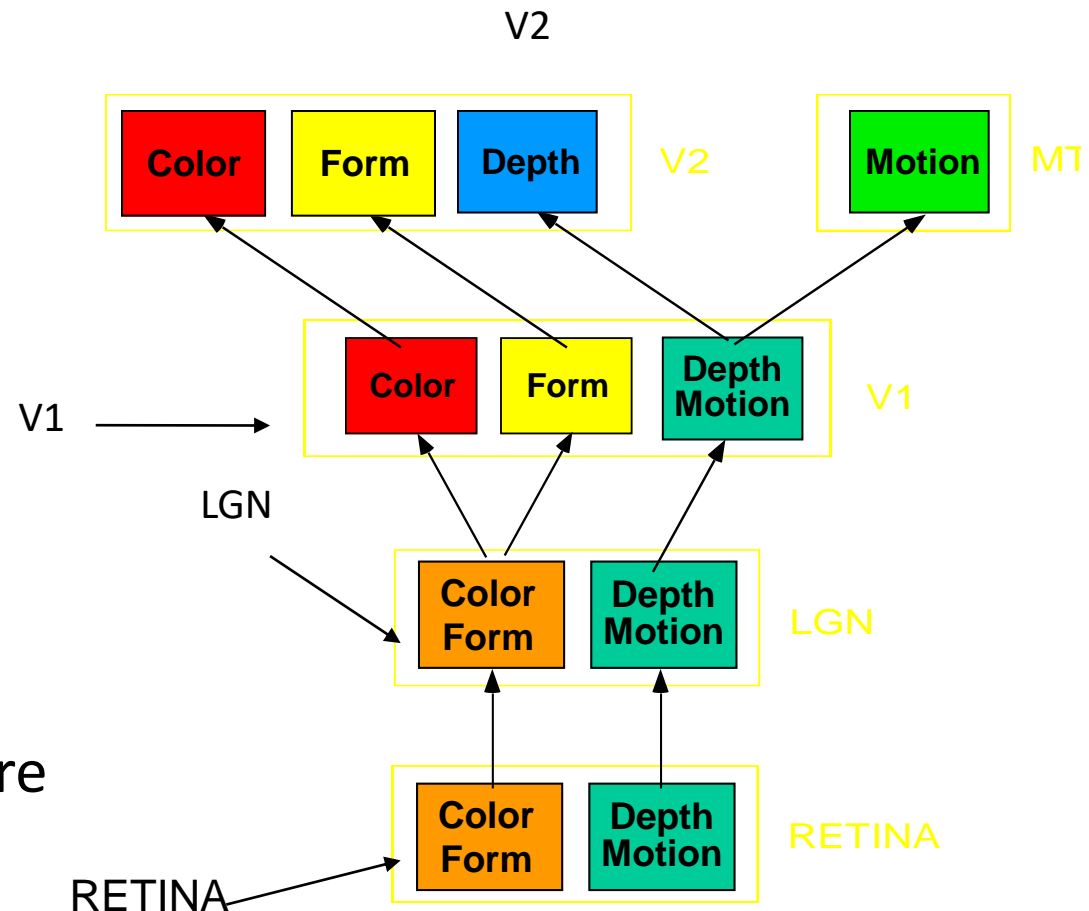 V2
Color Form Depth V2 Motion MT
Color Form Depth Motion V1
V1
LGN
Color Form Depth Motion LGN
re
Color Form Depth Motion RETINA
RETINA